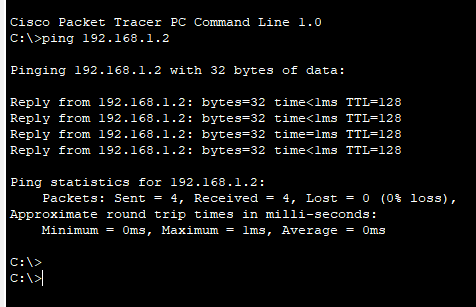 Cisco Packet Tracer PC Command Line 1.0
C:\>ping 192.168.1.2
Pinging 192.168.1.2 with 32 bytes of data:
Reply from 192.168.1.2: bytes=32 time<1ms TTL=128
Reply from 192.168.1.2: bytes=32 time<1ms TTL=128
Reply from 192.168.1.2: bytes=32 time=1ms TTL=128
Reply from 192.168.1.2: bytes=32 time<1ms TTL=128
Ping statistics for 192.168.1.2:
Packets: Sent = 4, Received = 4, Lost = 0 (0% loss),
Approximate round trip times in milli-seconds:
Minimum = 0ms, Maximum = 1ms, Average = 0ms
C:\>
C:\>